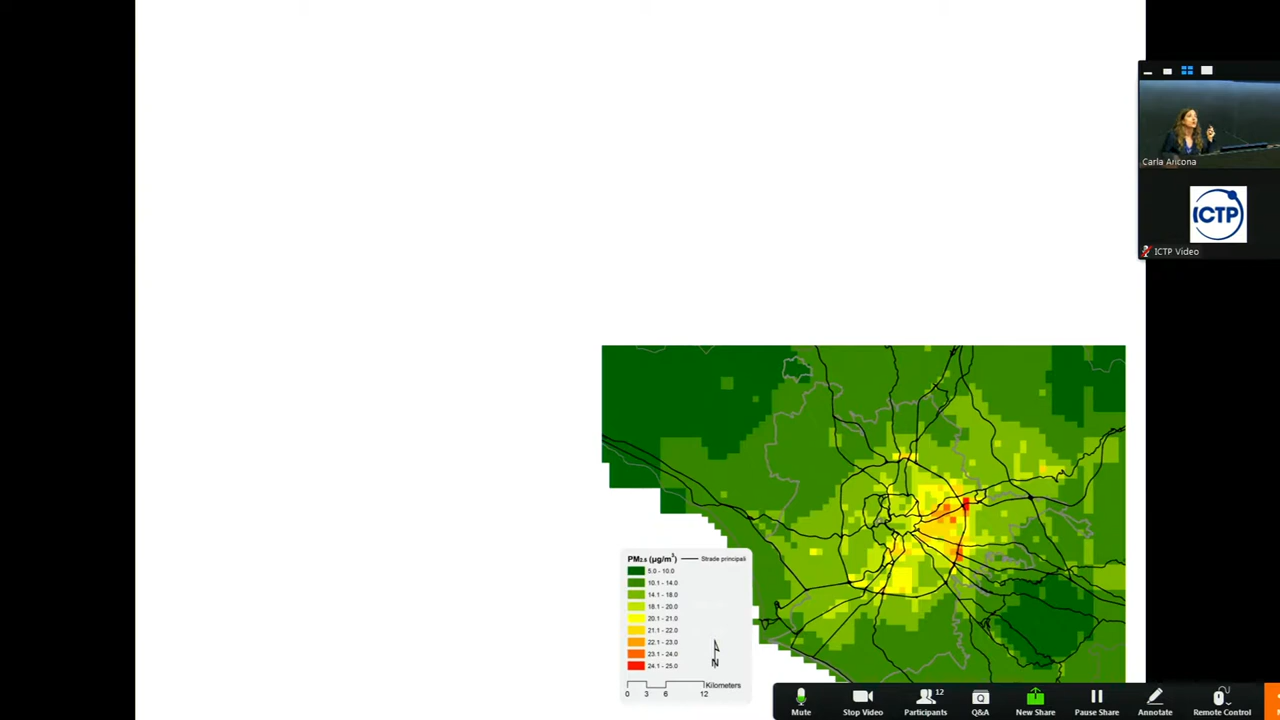 Carla Aricona
ICTP
ICTP Video
PM2.5 (µg/m3) Strade principali
5.0 - 10.0
10.1 - 14.0
14.1 - 18.0
18.1 - 20.0
20.1 - 21.0
21.1 - 22.0
22.1 - 23.0
23.1 - 24.0
24.1 - 25.0
N
Kilometers
0 3 6 12
12
Q
Mute Stop Video Participants Q&A New Share Pause Share Annotate Remote Control